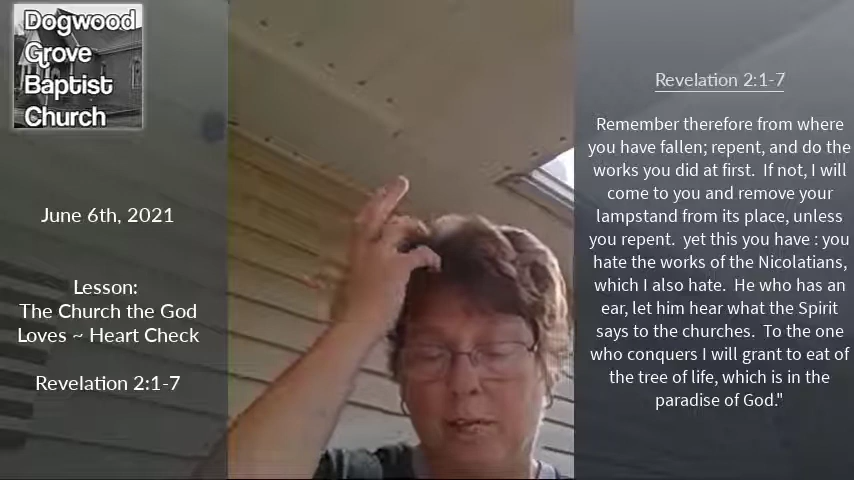 Dogwood
Grove
Baptist
Church
June 6th, 2021
Lesson:
The Church the God
Loves ~ Heart Check
Revelation 2:1-7
Revelation 2:1-7
Remember therefore from where
you have fallen; repent, and do the
works you did at first.  If not, I will
come to you and remove your
lampstand from its place, unless
you repent.  yet this you have : you
hate the works of the Nicolatians,
which I also hate.  He who has an
ear, let him hear what the Spirit
says to the churches.  To the one
who conquers I will grant to eat of
the tree of life, which is in the
paradise of God."